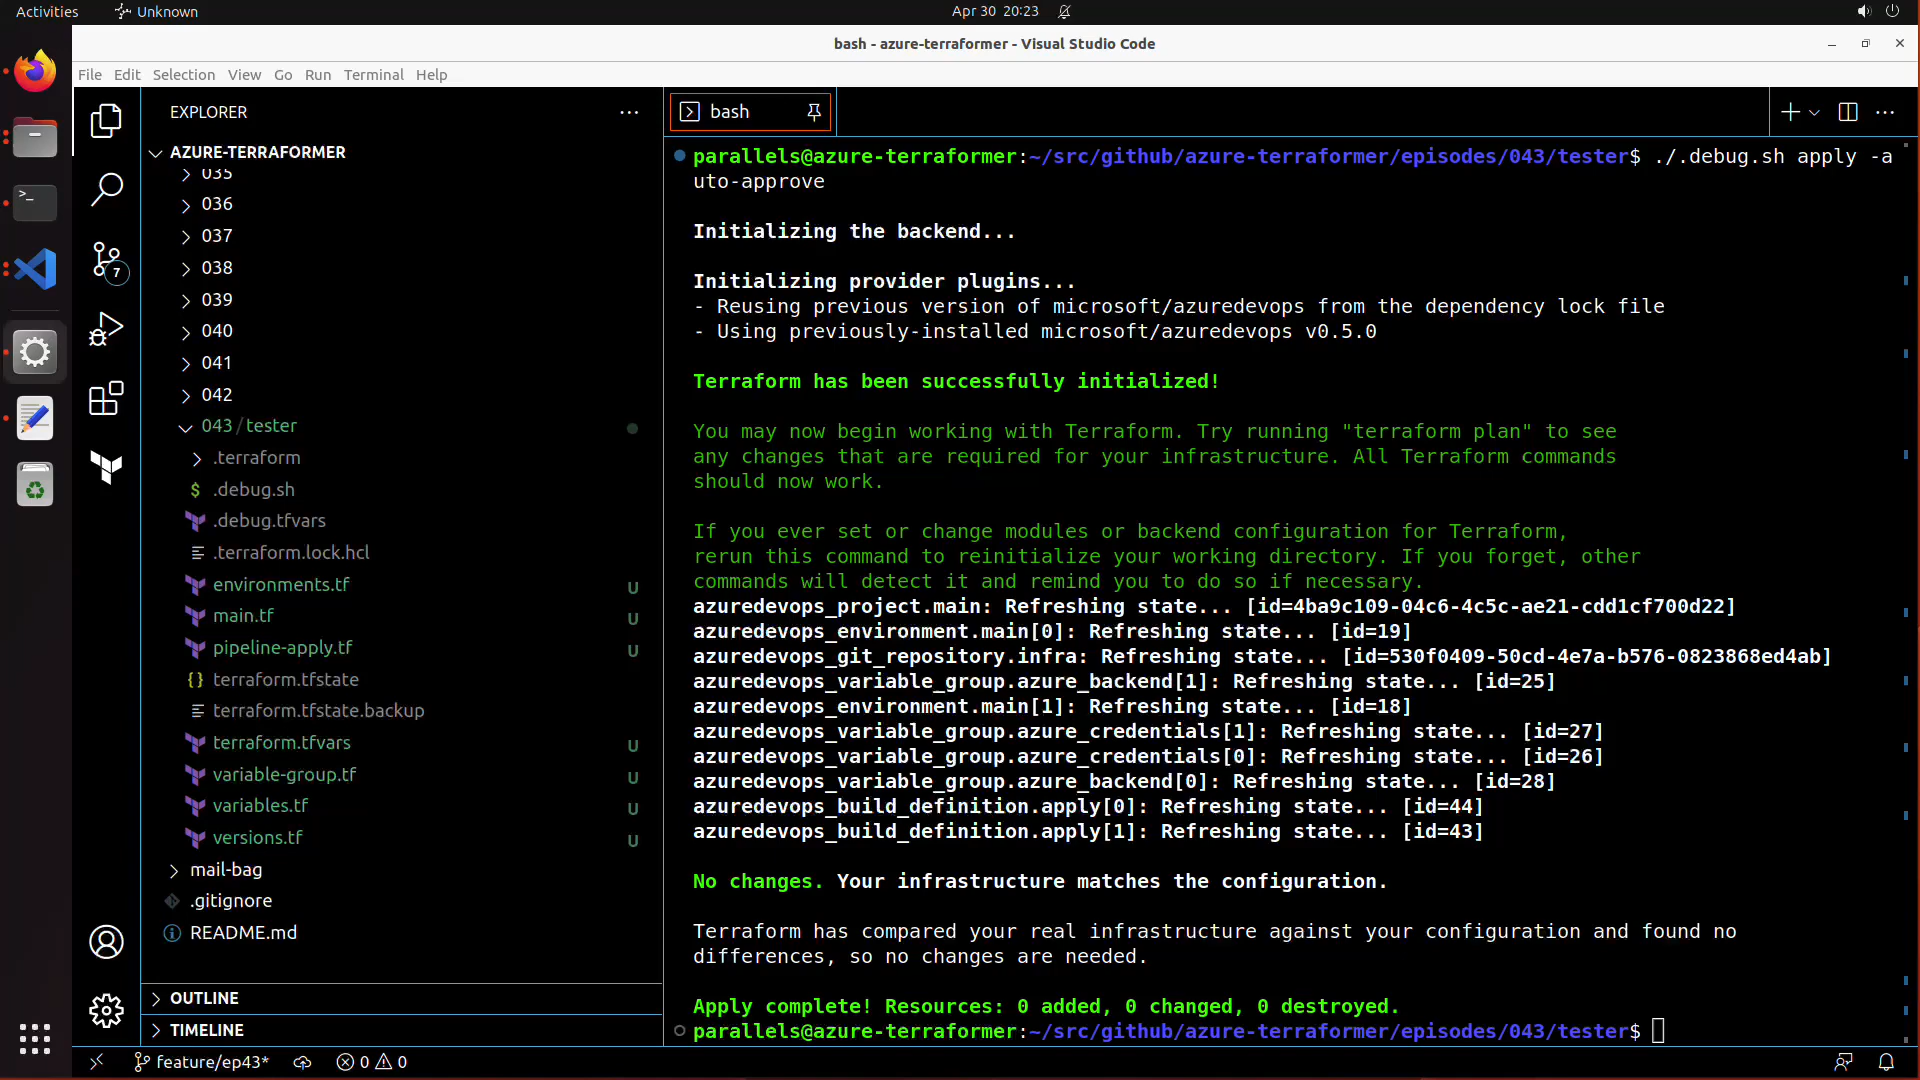 Activities
Unknown
Apr 30 20:23
bash - azure-terraformer - Visual Studio Code
File Edit Selection View Go Run Terminal Help
EXPLORER
AZURE-TERRAFORMER
035
036
037
038
039
040
041
042
043/tester
.terraform
$ .debug.sh
.debug.tfvars
.terraform.lock.hcl
environments.tf U
main.tf U
pipeline-apply.tf U
{} terraform.tfstate
terraform.tfstate.backup
terraform.tfvars U
variable-group.tf U
variables.tf U
versions.tf U
mail-bag
.gitignore
README.md
OUTLINE
TIMELINE
7
bash
parallels@azure-terraformer:~/src/github/azure-terraformer/episodes/043/tester$ ./.debug.sh apply -a
uto-approve
Initializing the backend...
Initializing provider plugins...
- Reusing previous version of microsoft/azuredevops from the dependency lock file
- Using previously-installed microsoft/azuredevops v0.5.0
Terraform has been successfully initialized!
You may now begin working with Terraform. Try running "terraform plan" to see
any changes that are required for your infrastructure. All Terraform commands
should now work.
If you ever set or change modules or backend configuration for Terraform,
rerun this command to reinitialize your working directory. If you forget, other
commands will detect it and remind you to do so if necessary.
azuredevops_project.main: Refreshing state... [id=4ba9c109-04c6-4c5c-ae21-cdd1cf700d22]
azuredevops_environment.main[0]: Refreshing state... [id=19]
azuredevops_git_repository.infra: Refreshing state... [id=530f0409-50cd-4e7a-b576-0823868ed4ab]
azuredevops_variable_group.azure_backend[1]: Refreshing state... [id=25]
azuredevops_environment.main[1]: Refreshing state... [id=18]
azuredevops_variable_group.azure_credentials[1]: Refreshing state... [id=27]
azuredevops_variable_group.azure_credentials[0]: Refreshing state... [id=26]
azuredevops_variable_group.azure_backend[0]: Refreshing state... [id=28]
azuredevops_build_definition.apply[0]: Refreshing state... [id=44]
azuredevops_build_definition.apply[1]: Refreshing state... [id=43]
No changes. Your infrastructure matches the configuration.
Terraform has compared your real infrastructure against your configuration and found no
differences, so no changes are needed.
Apply complete! Resources: 0 added, 0 changed, 0 destroyed.
parallels@azure-terraformer:~/src/github/azure-terraformer/episodes/043/tester$
feature/ep43* 0 0